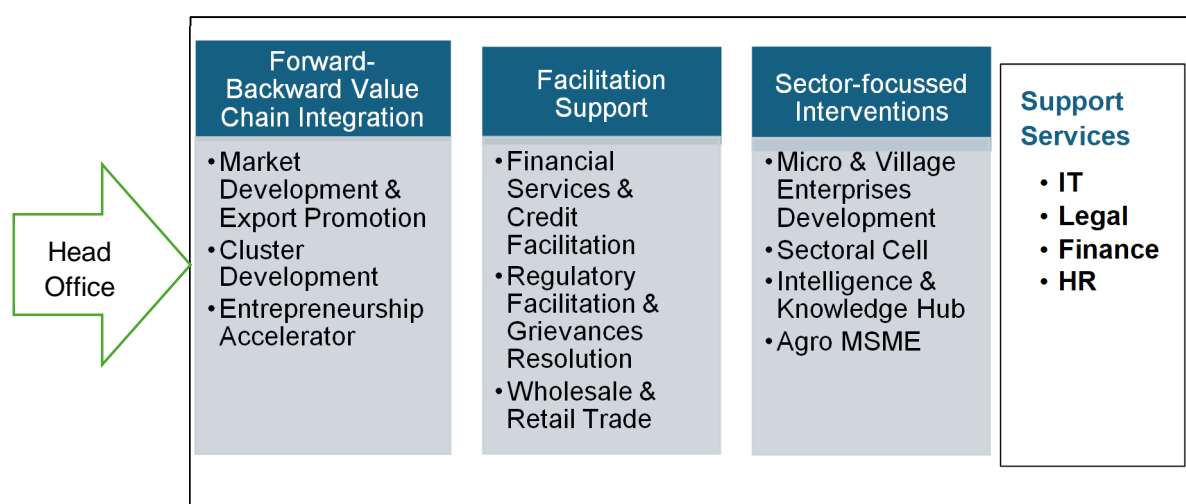 Head
Office
Forward-
Backward Value
Chain Integration
•Market
Development &
Export Promotion
•Cluster
Development
•Entrepreneurship
Accelerator
Facilitation
Support
•Financial
Services &
Credit
Facilitation
•Regulatory
Facilitation &
Grievances
Resolution
•Wholesale &
Retail Trade
Sector-focussed
Interventions
•Micro & Village
Enterprises
Development
•Sectoral Cell
•Intelligence &
Knowledge Hub
•Agro MSME
Support
Services
• IT
• Legal
• Finance
• HR